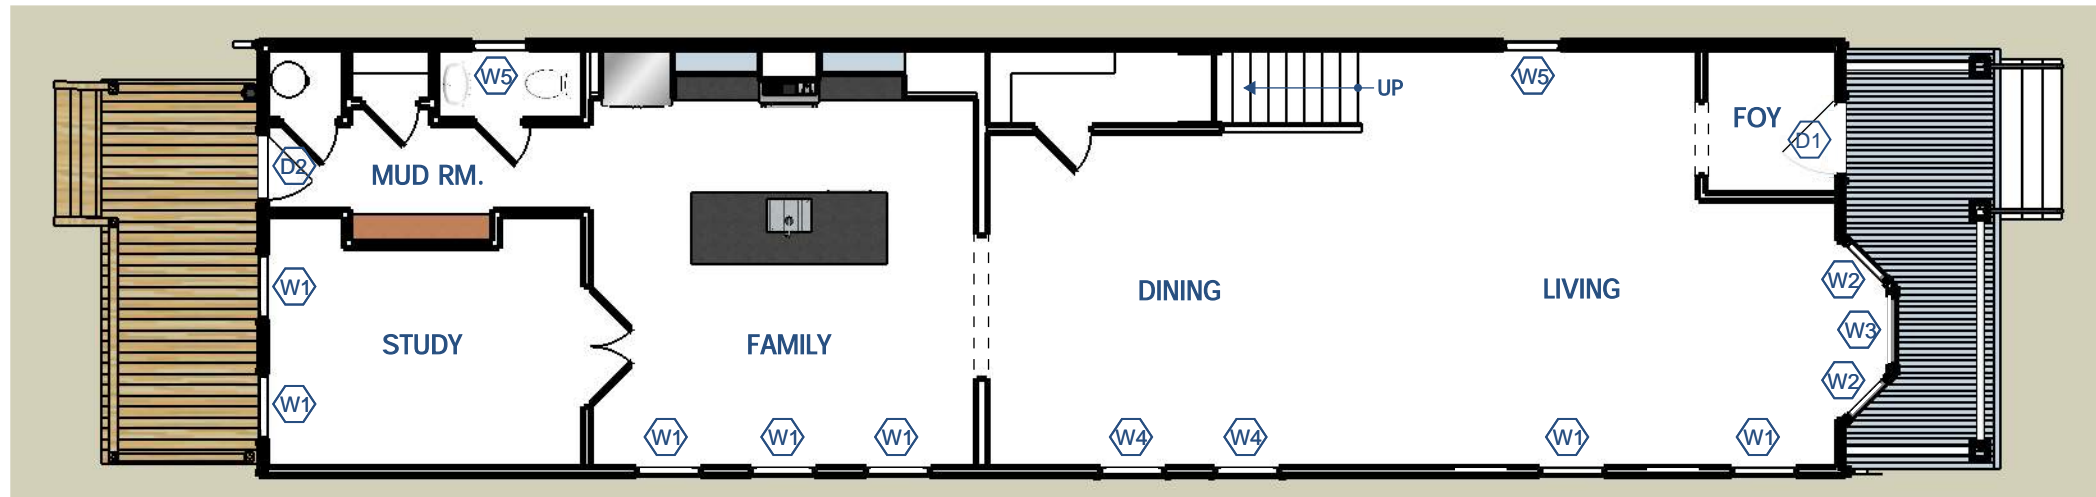 W5
UP
W5
FOY
D1
D2
MUD RM.
W1
DINING
LIVING
W2
W3
STUDY
FAMILY
W2
W1
W1
W1
W1
W4
W4
W1
W1